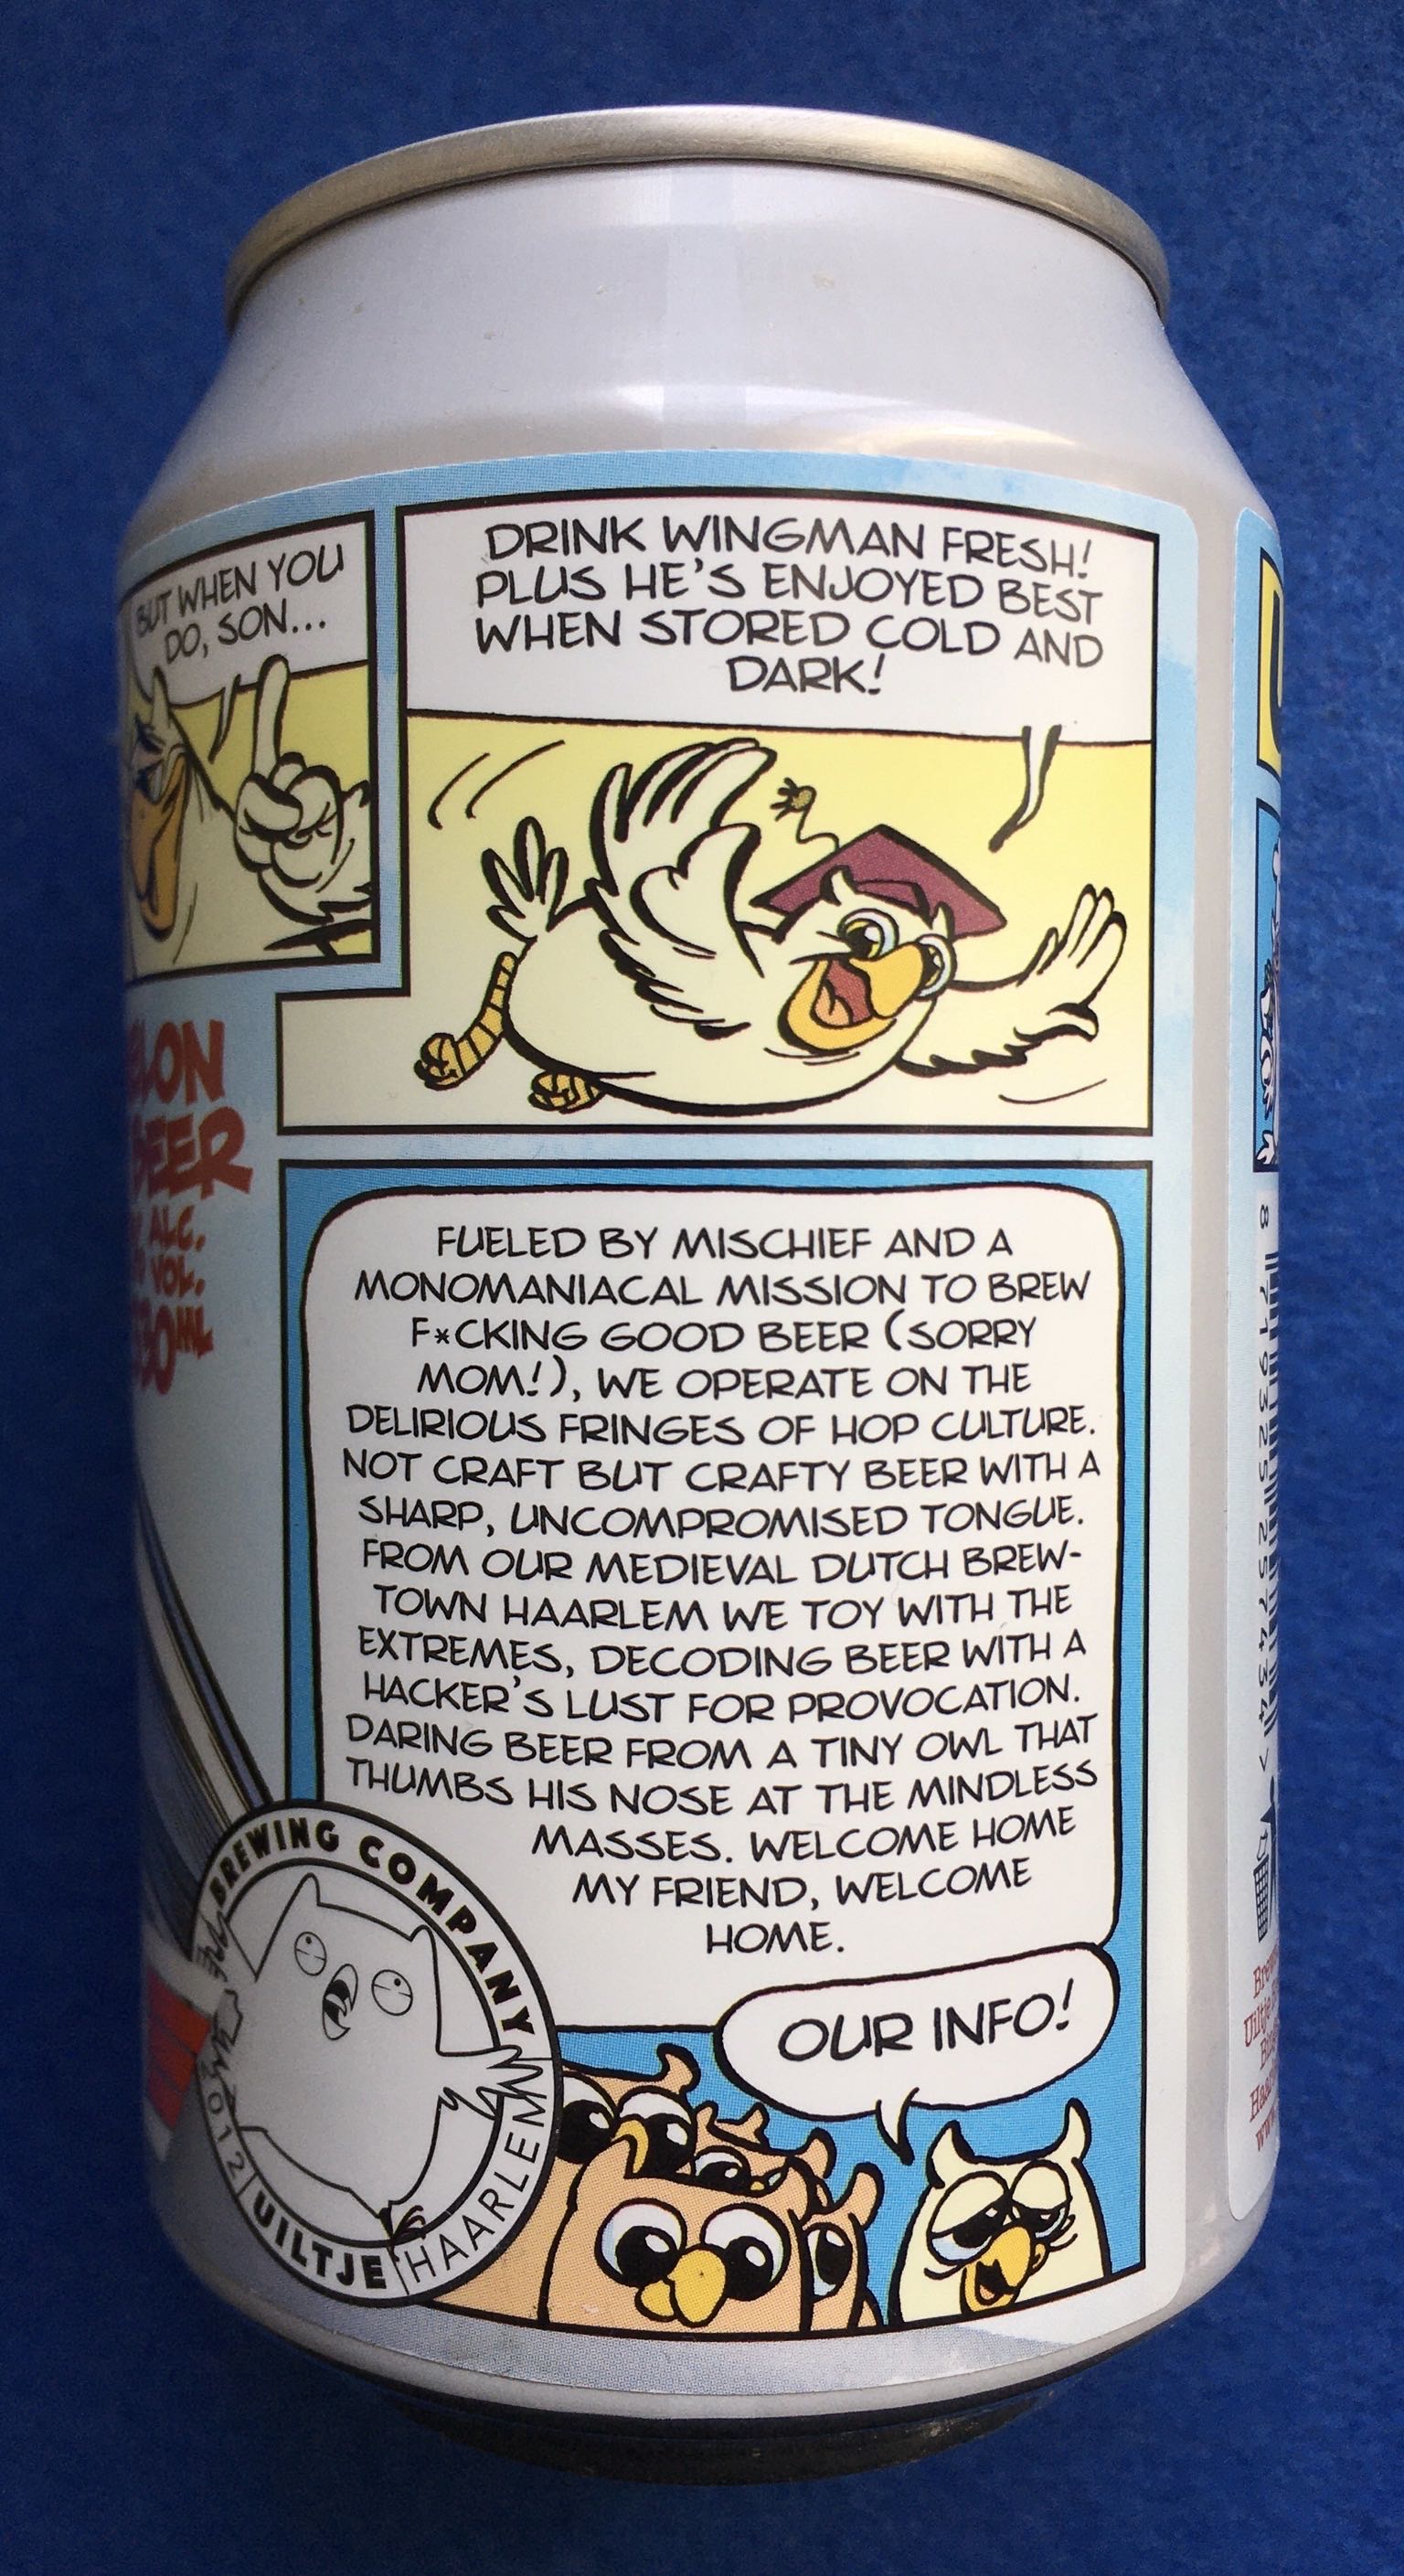 BUT WHEN YOU
DO, SON...
DRINK WINGMAN FRESH!
PLUS HE'S ENJOYED BEST
WHEN STORED COLD AND
DARK!
BEER
ALC.
VOL.
FUELED BY MISCHIEF AND A
MONOMANIACAL MISSION TO BREW
F*CKING GOOD BEER (SORRY
MOM!), WE OPERATE ON THE
DELIRIOUS FRINGES OF HOP CULTURE.
NOT CRAFT BUT CRAFTY BEER WITH A
SHARP, UNCOMPROMISED TONGUE.
FROM OUR MEDIEVAL DUTCH BREW-
TOWN HAARLEM WE TOY WITH THE
EXTREMES, DECODING BEER WITH A
HACKER'S LUST FOR PROVOCATION.
DARING BEER FROM A TINY OWL THAT
THUMBS HIS NOSE AT THE MINDLESS
MASSES. WELCOME HOME
MY FRIEND, WELCOME
HOME.
OUR INFO!
BREWING COMPANY
2012 UILTJE HAARLEM